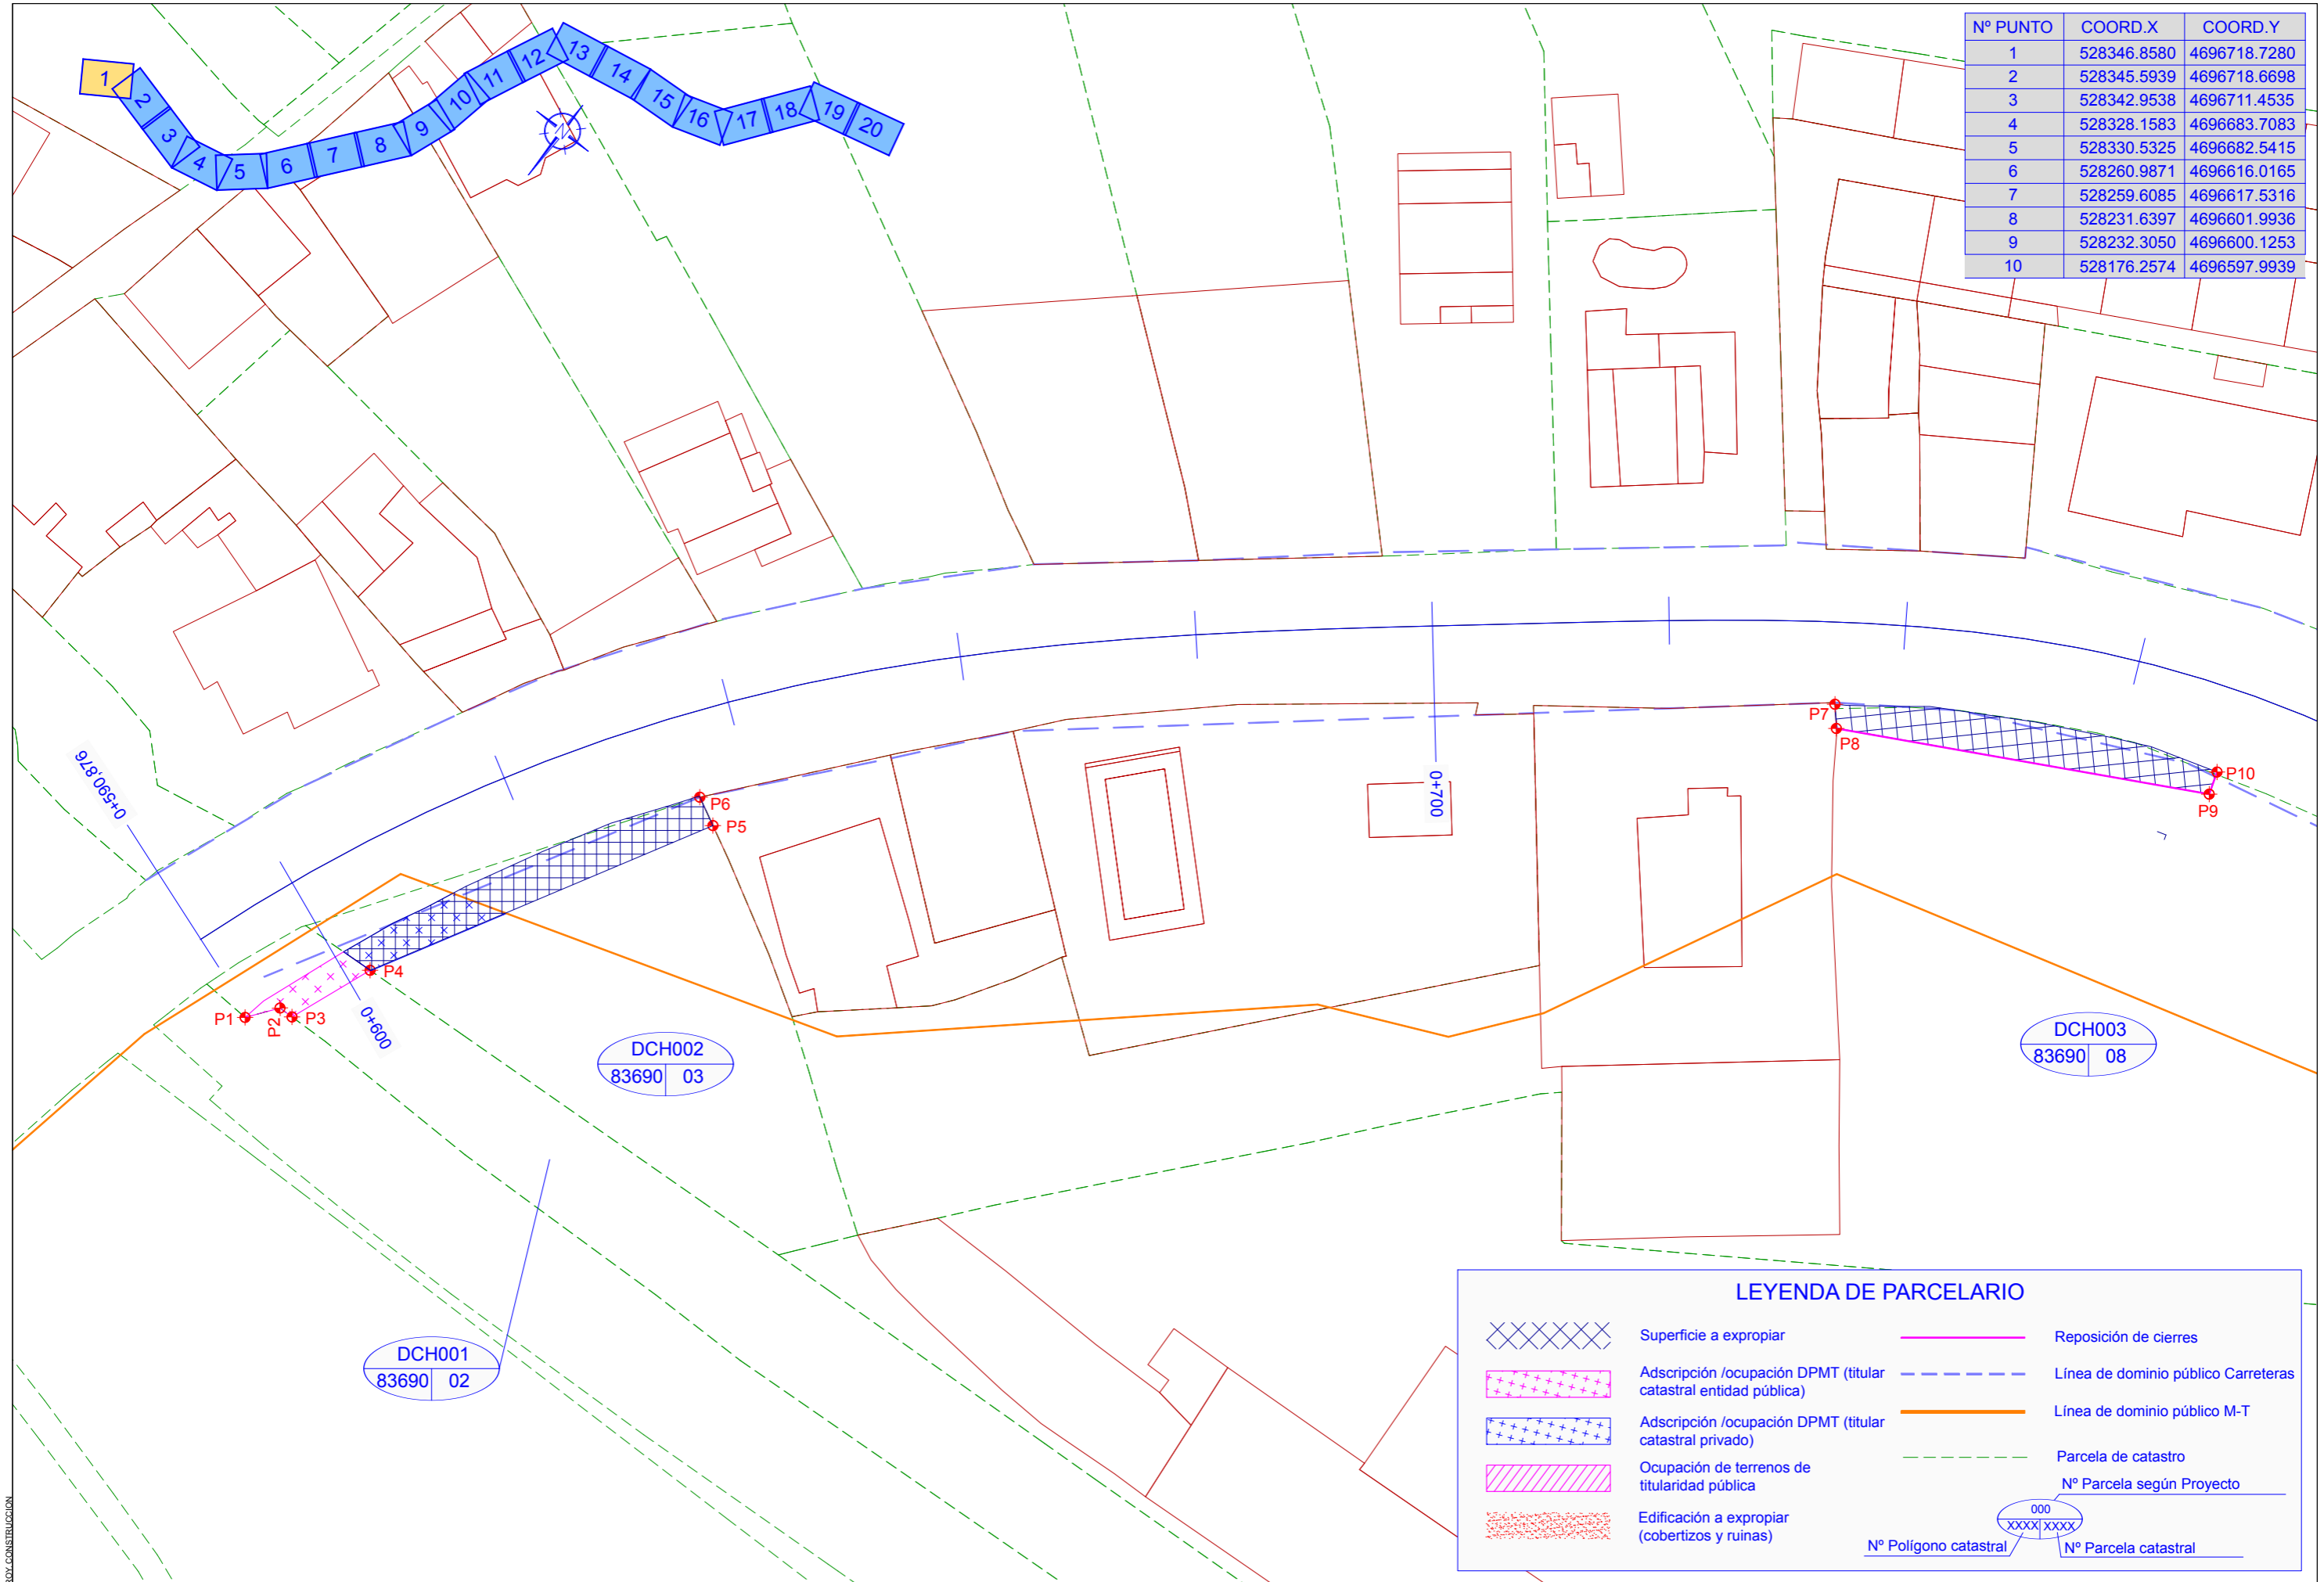 1
2
3
4
5
6
7
8
9
10
11
12
13
14
15
16
17
18
19
20
N
Nº PUNTO COORD.X COORD.Y
1 528346.8580 4696718.7280
2 528345.5939 4696718.6698
3 528342.9538 4696711.4535
4 528328.1583 4696683.7083
5 528330.5325 4696682.5415
6 528260.9871 4696616.0165
7 528259.6085 4696617.5316
8 528231.6397 4696601.9936
9 528232.3050 4696600.1253
10 528176.2574 4696597.9939
0+590,876
0+600
0+700
P1
P2
P3
P4
P5
P6
P7
P8
P9
P10
DCH002
83690 03
DCH003
83690 08
DCH001
83690 02
LEYENDA DE PARCELARIO
Superficie a expropiar
Adscripción /ocupación DPMT (titular
catastral entidad pública)
Adscripción /ocupación DPMT (titular
catastral privado)
Ocupación de terrenos de
titularidad pública
Edificación a expropiar
(cobertizos y ruinas)
Reposición de cierres
Línea de dominio público Carreteras
Línea de dominio público M-T
Parcela de catastro
Nº Parcela según Proyecto
000
XXXX XXXX
Nº Polígono catastral
Nº Parcela catastral
CONSTRUCCION